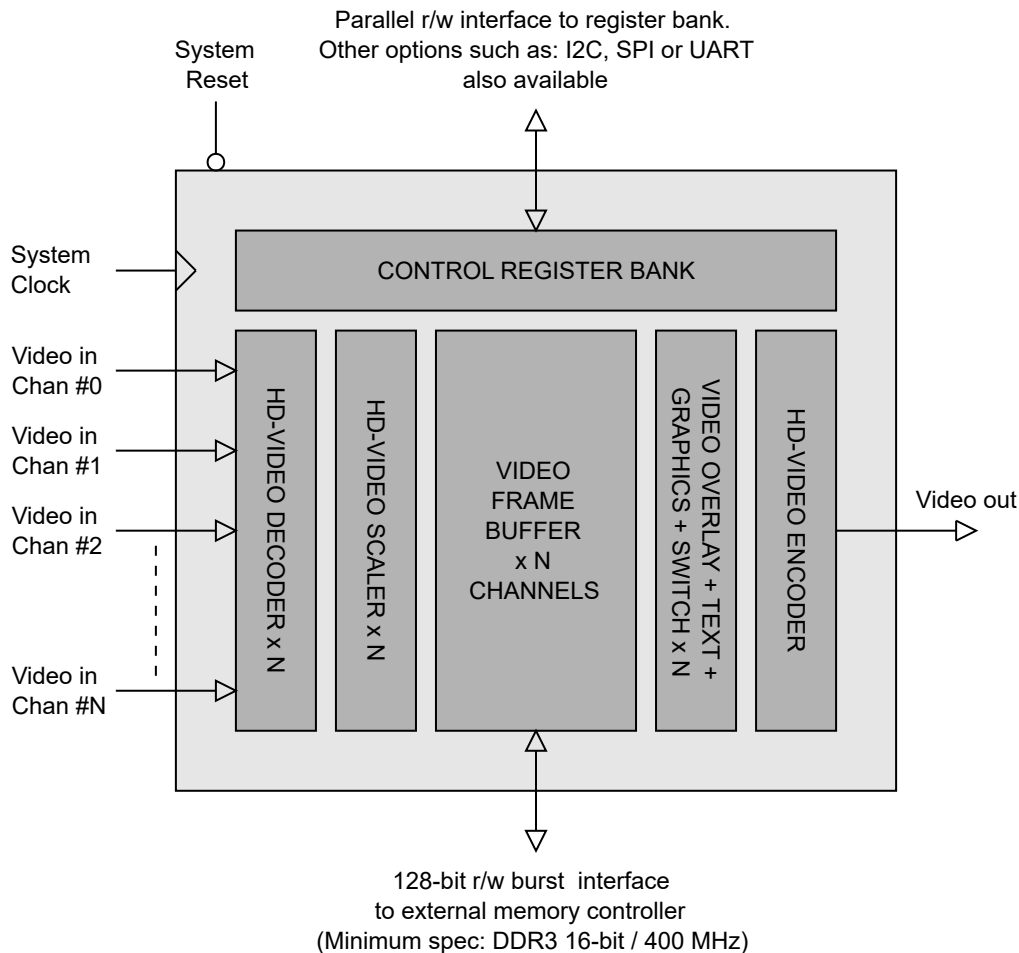 Parallel r/w interface to register bank.
Other options such as: I2C, SPI or UART
also available
System
Reset
System
Clock
CONTROL REGISTER BANK
Video in
Chan #0
Video in
Chan #1
Video in
Chan #2
Video in
Chan #N
HD-VIDEO DECODER x N
HD-VIDEO SCALER x N
VIDEO
FRAME
BUFFER
x N
CHANNELS
VIDEO OVERLAY + TEXT +
GRAPHICS + SWITCH x N
HD-VIDEO ENCODER
Video out
128-bit r/w burst  interface
to external memory controller
(Minimum spec: DDR3 16-bit / 400 MHz)